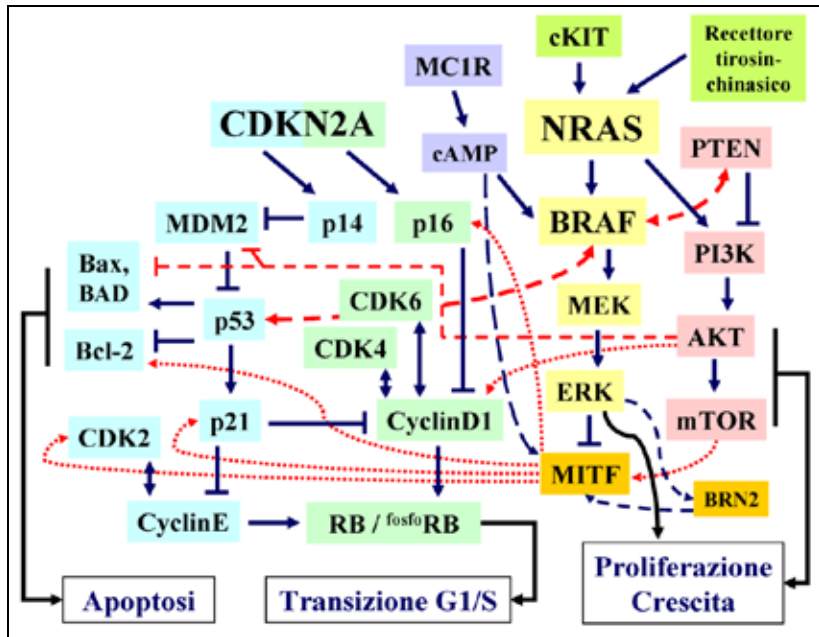 cKIT
Recettore
tirosin-
chinasico
MC1R
CDKN2A
NRAS
cAMP
PTEN
MDM2
p14
p16
BRAF
PI3K
Bax,
BAD
CDK6
MEK
p53
Bcl-2
CDK4
AKT
ERK
p21
CyclinD1
mTOR
CDK2
MITF
BRN2
CyclinE
RB / fosfoRB
Apoptosi
Transizione G1/S
Proliferazione
Crescita